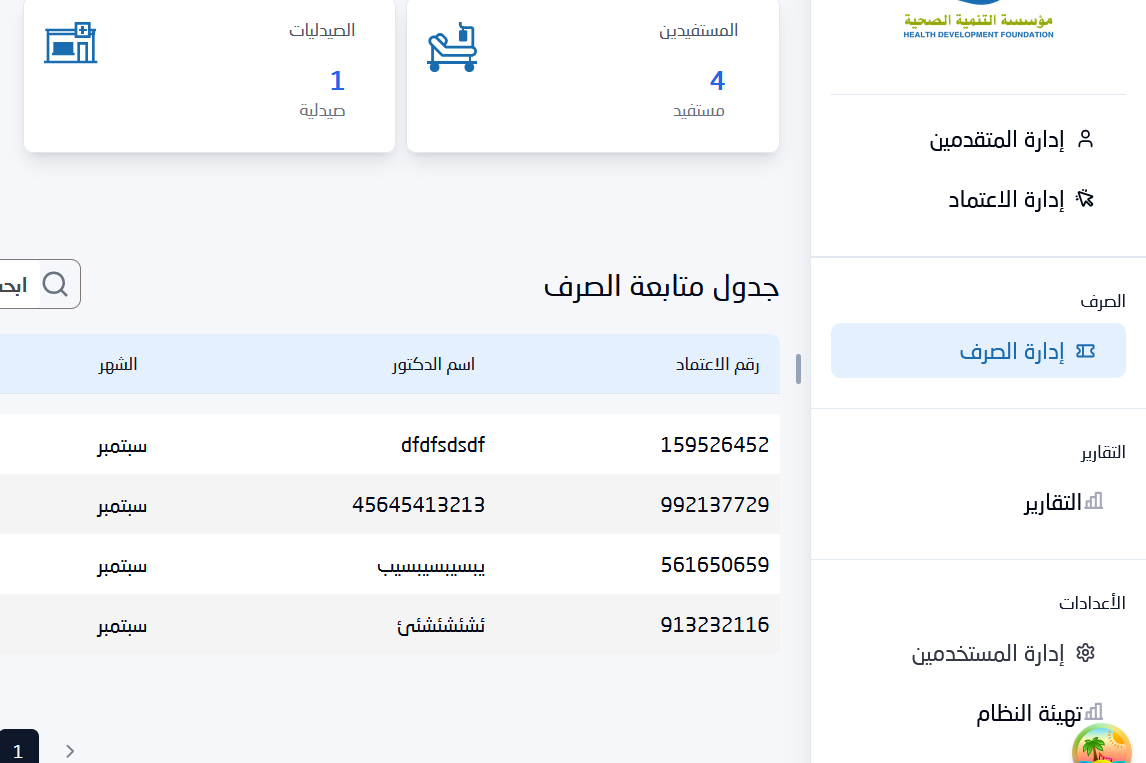 مؤسسة التنمية الصحية
HEALTH DEVELOPMENT FOUNDATION
إدارة المتقدمين
إدارة الاعتماد
الصرف
إدارة الصرف
التقارير
التقارير
الأعدادات
إدارة المستخدمين
تهيئة النظام
المستفيدين
4
مستفيد
الصيدليات
1
صيدلية
جدول متابعة الصرف
رقم الاعتماد اسم الدكتور الشهر
159526452 dfdfsdsdf سبتمبر
992137729 45645413213 سبتمبر
561650659 يبسيبسيبسيب سبتمبر
913232116 ئشئشئشئئ سبتمبر
1